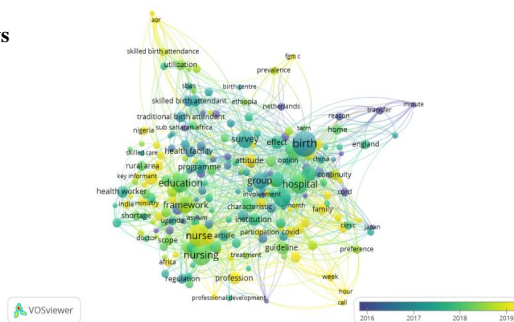 ws
aor
skilled birth attendance
fgm c
utilization
prevalence
sbas
birth centre
skilled birth attendant
ethiopia
netherlands
minute
transfer
reason
traditional birth attendant
term
home
nigeria
sub saharan africa
survey
effect
birth
england
skilled care
health facility
option
china
rural area
programme
attitude
continuity
key informant
education
group
hospital
health worker
involvement
cord
india
ministry
framework
characteristic
month
family
shortage
uganda
asylum
institution
clinic
japan
doctor
scope
nurse
article
participation
covid
guideline
preference
africa
nursing
treatment
week
regulation
profession
hour
professional development
call
VOSviewer
2016
2017
2018
2019